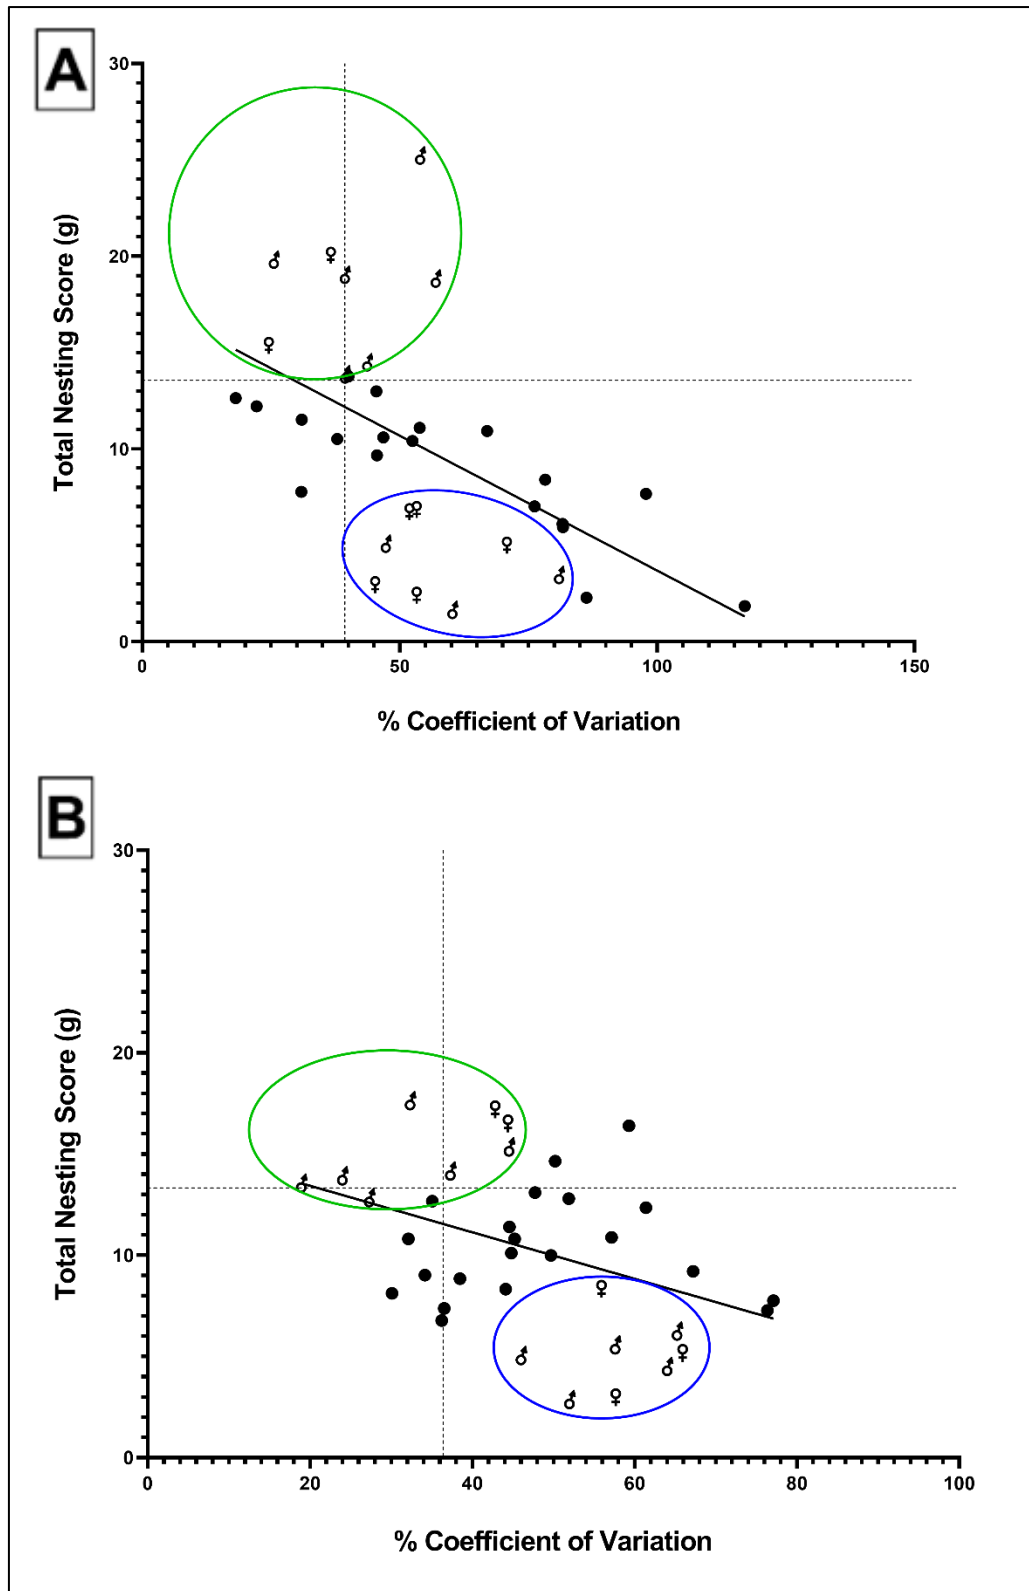 A
30
20
10
0
Total Nesting Score (g)
0 50 100 150
% Coefficient of Variation
B
30
20
10
0
Total Nesting Score (g)
0 20 40 60 80 100
% Coefficient of Variation